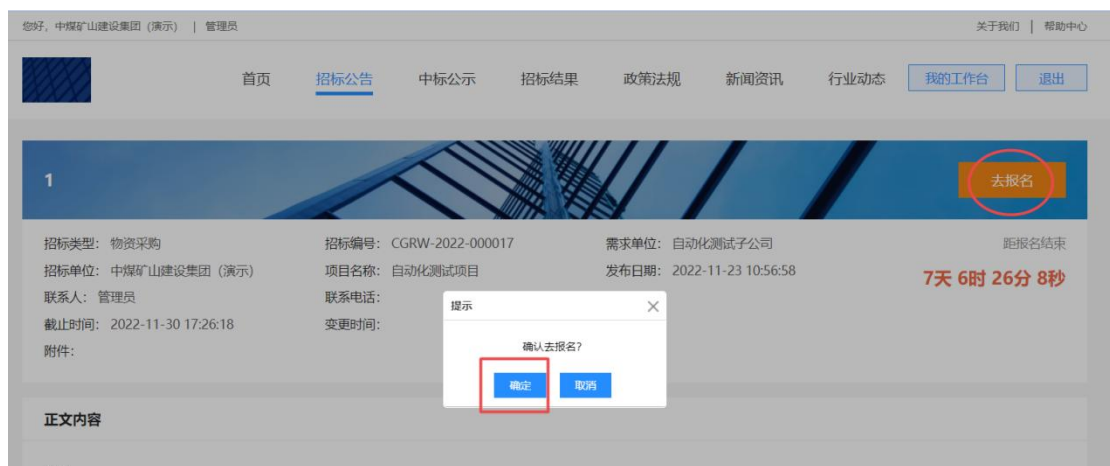 您好, 中煤矿山建设集团 (演示) | 管理员
关于我们 | 帮助中心
首页 招标公告 中标公示 招标结果 政策法规 新闻资讯 行业动态 我的工作台 退出
1
去报名
招标类型: 物资采购 招标编号: CGRW-2022-000017 需求单位: 自动化测试子公司 距报名结束
招标单位: 中煤矿山建设集团 (演示) 项目名称: 自动化测试项目 发布日期: 2022-11-23 10:56:58
7天 6时 26分 8秒
联系人: 管理员 联系电话:
截止时间: 2022-11-30 17:26:18 变更时间:
附件:
提示
确认去报名?
确定 取消
正文内容